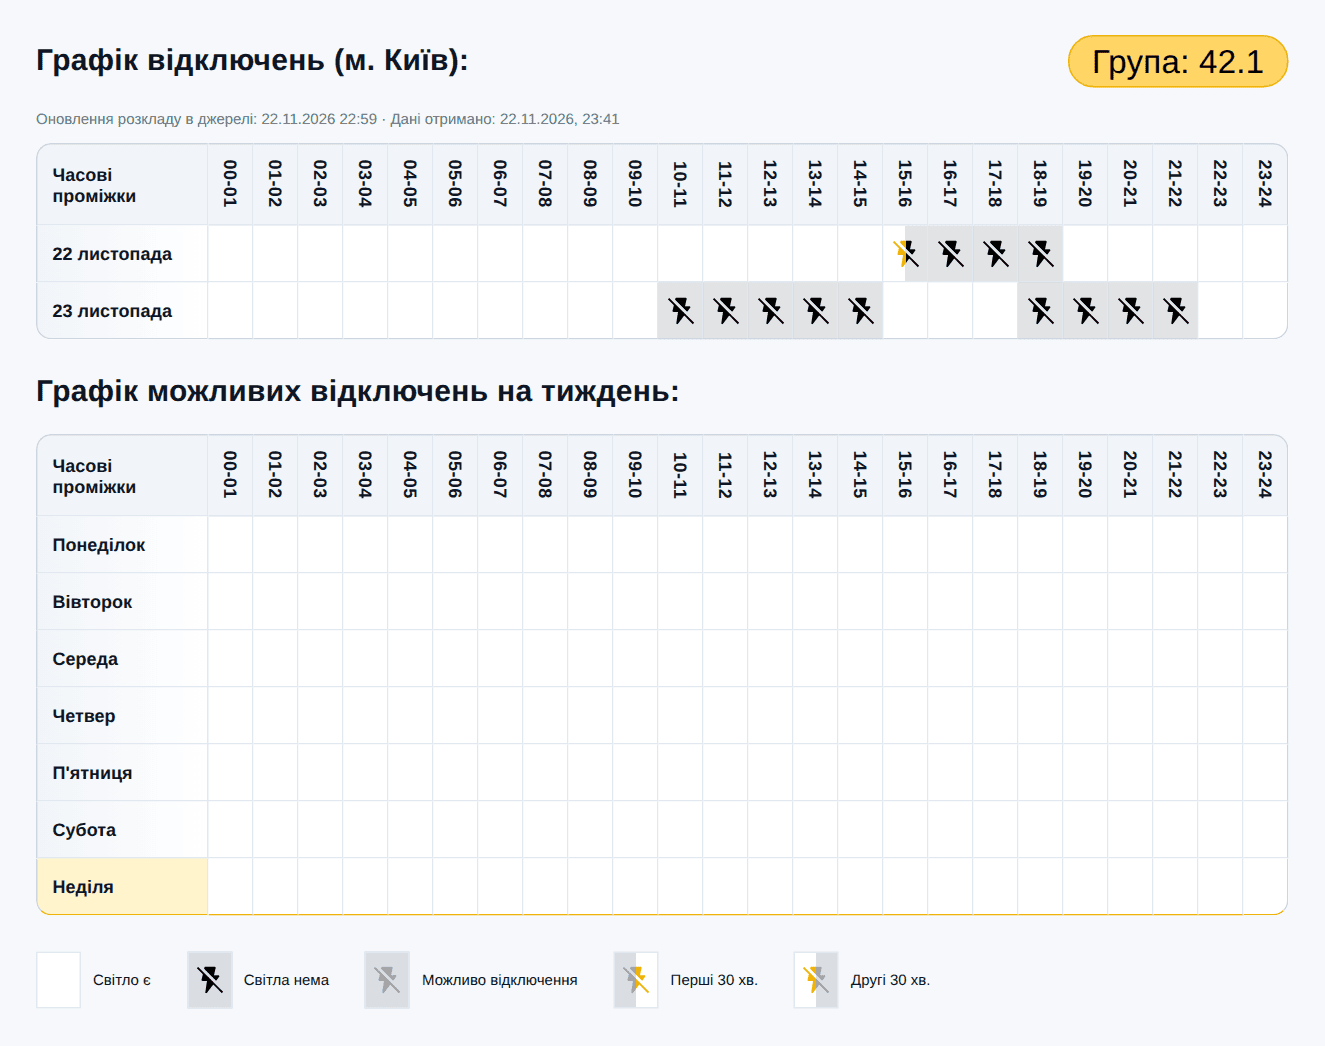 Графік відключень (м. Київ):
Група: 42.1
Оновлення розкладу в джерелі: 22.11.2026 22:59 · Дані отримано: 22.11.2026, 23:41
Часові проміжки 00-01 01-02 02-03 03-04 04-05 05-06 06-07 07-08 08-09 09-10 10-11 11-12 12-13 13-14 14-15 15-16 16-17 17-18 18-19 19-20 20-21 21-22 22-23 23-24
22 листопада
23 листопада
Графік можливих відключень на тиждень:
Часові проміжки 00-01 01-02 02-03 03-04 04-05 05-06 06-07 07-08 08-09 09-10 10-11 11-12 12-13 13-14 14-15 15-16 16-17 17-18 18-19 19-20 20-21 21-22 22-23 23-24
Понеділок
Вівторок
Середа
Четвер
П'ятниця
Субота
Неділя
Світло є Світла нема Можливо відключення Перші 30 хв. Другі 30 хв.